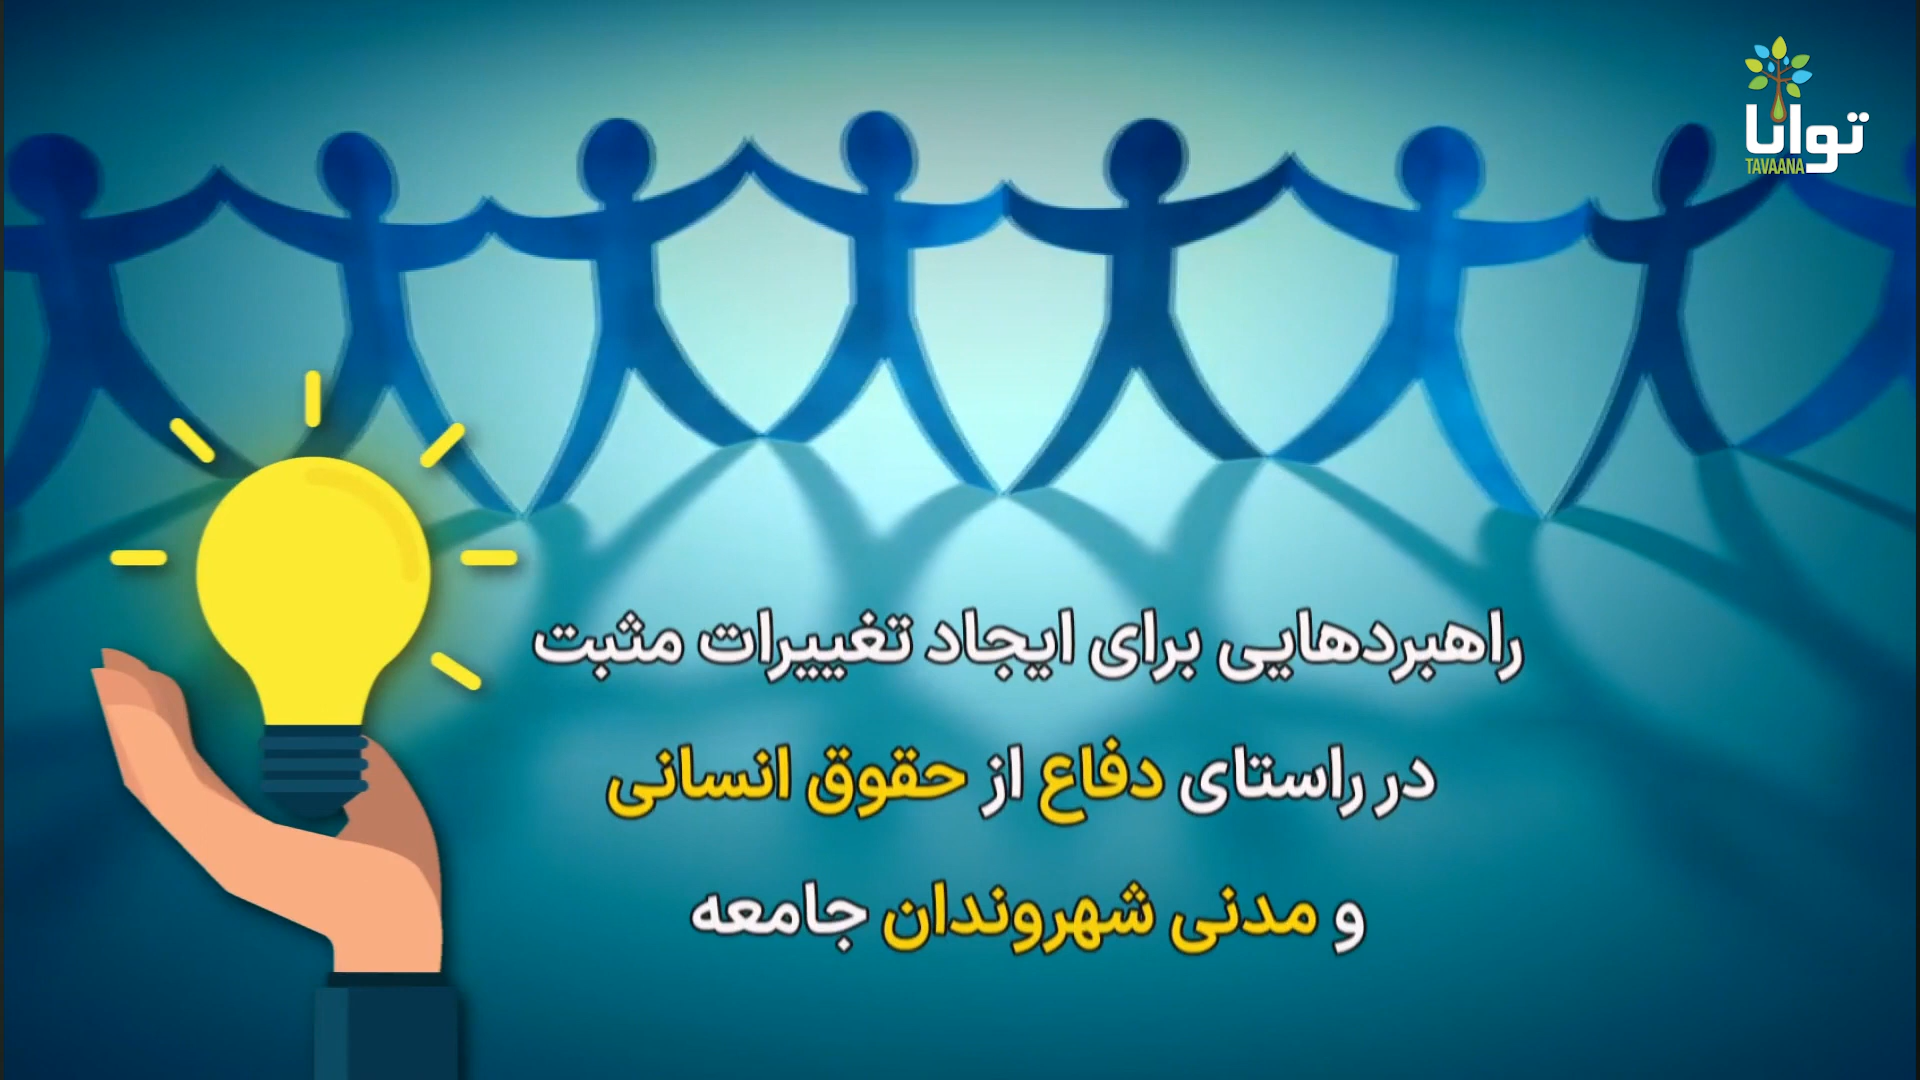 توانا
TAVAANA
راهبردهایی برای ایجاد تغییرات مثبت
در راستای دفاع از حقوق انسانی
و مدنی شهروندان جامعه